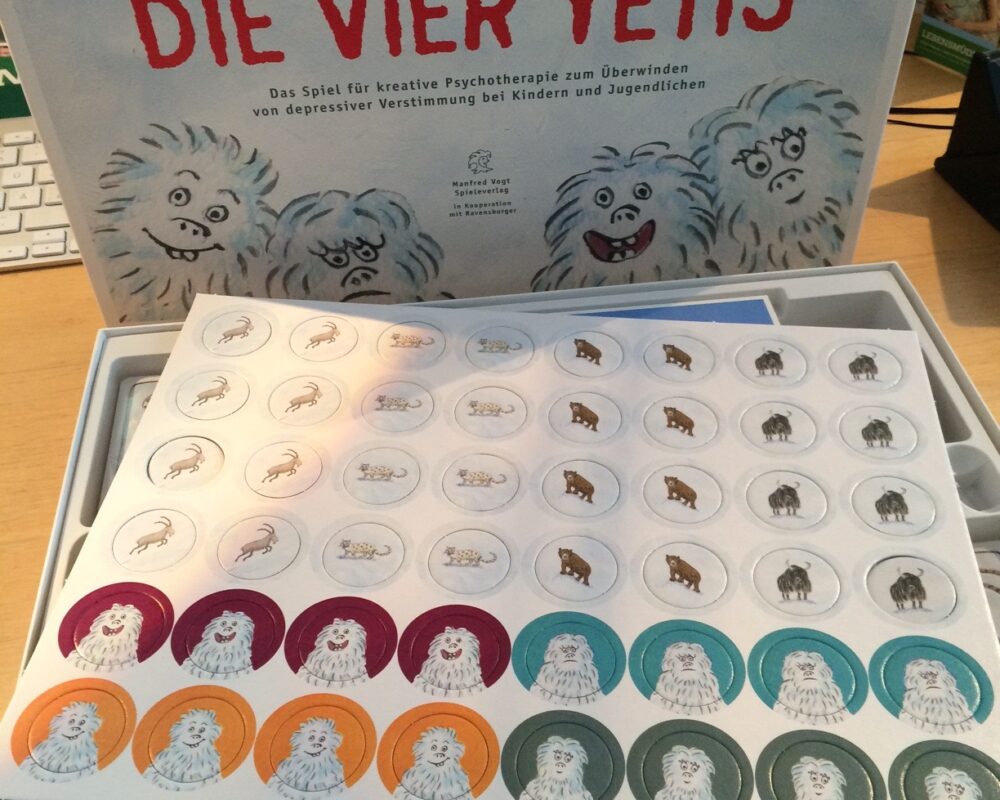 DIE VIER YETIS
Das Spiel für kreative Psychotherapie zum Überwinden
von depressiver Verstimmung bei Kindern und Jugendlichen
Manfred Vogt
Spieleverlag
in Kooperation
mit Ravensburger
LEBENSMÜD